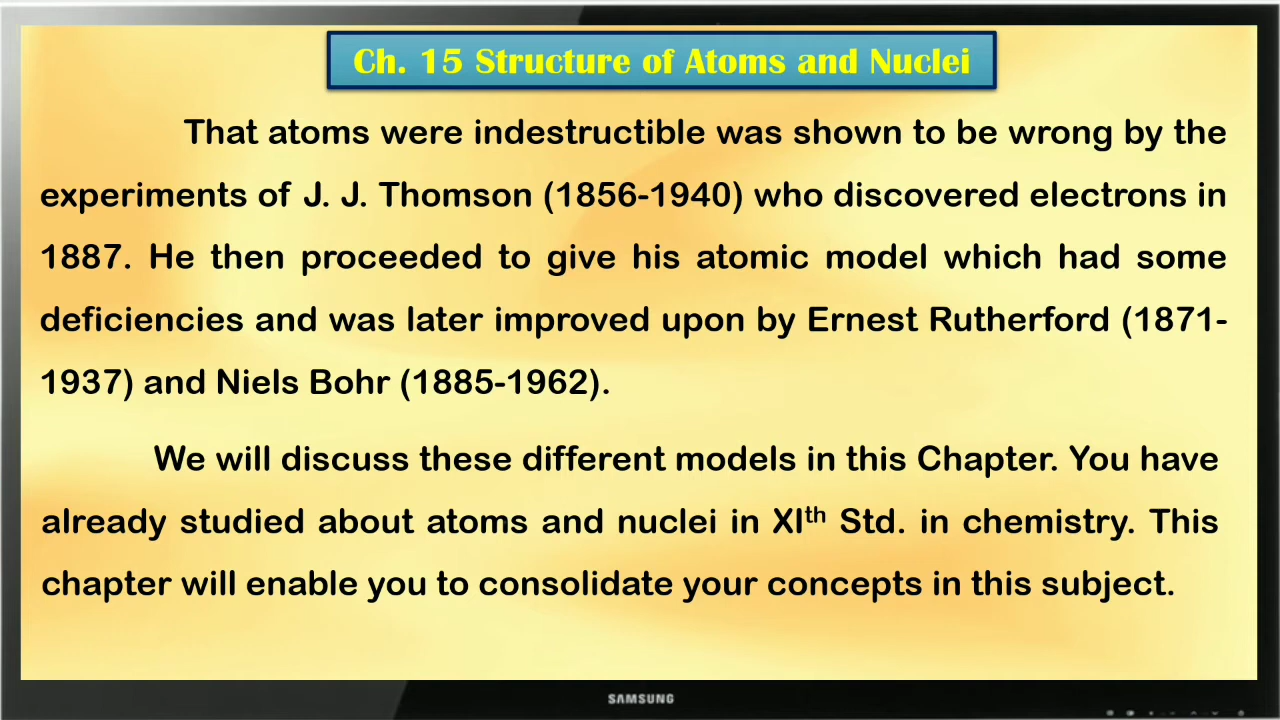 Ch. 15 Structure of Atoms and Nuclei
That atoms were indestructible was shown to be wrong by the
experiments of J. J. Thomson (1856-1940) who discovered electrons in
1887. He then proceeded to give his atomic model which had some
deficiencies and was later improved upon by Ernest Rutherford (1871-
1937) and Niels Bohr (1885-1962).
We will discuss these different models in this Chapter. You have
already studied about atoms and nuclei in XIth Std. in chemistry. This
chapter will enable you to consolidate your concepts in this subject.
SAMSUNG